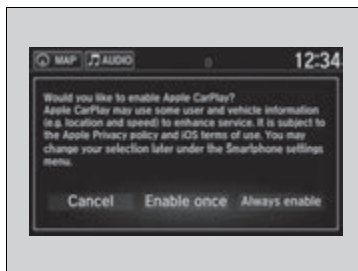 MAP AUDIO 12:34
Would you like to enable Apple CarPlay?
Apple CarPlay may use some user and vehicle information
(e.g. location and speed) to enhance service. It is subject to
the Apple Privacy policy and iOS terms of use. You may
change your selection later under the Smartphone settings
menu.
Cancel Enable once Always enable